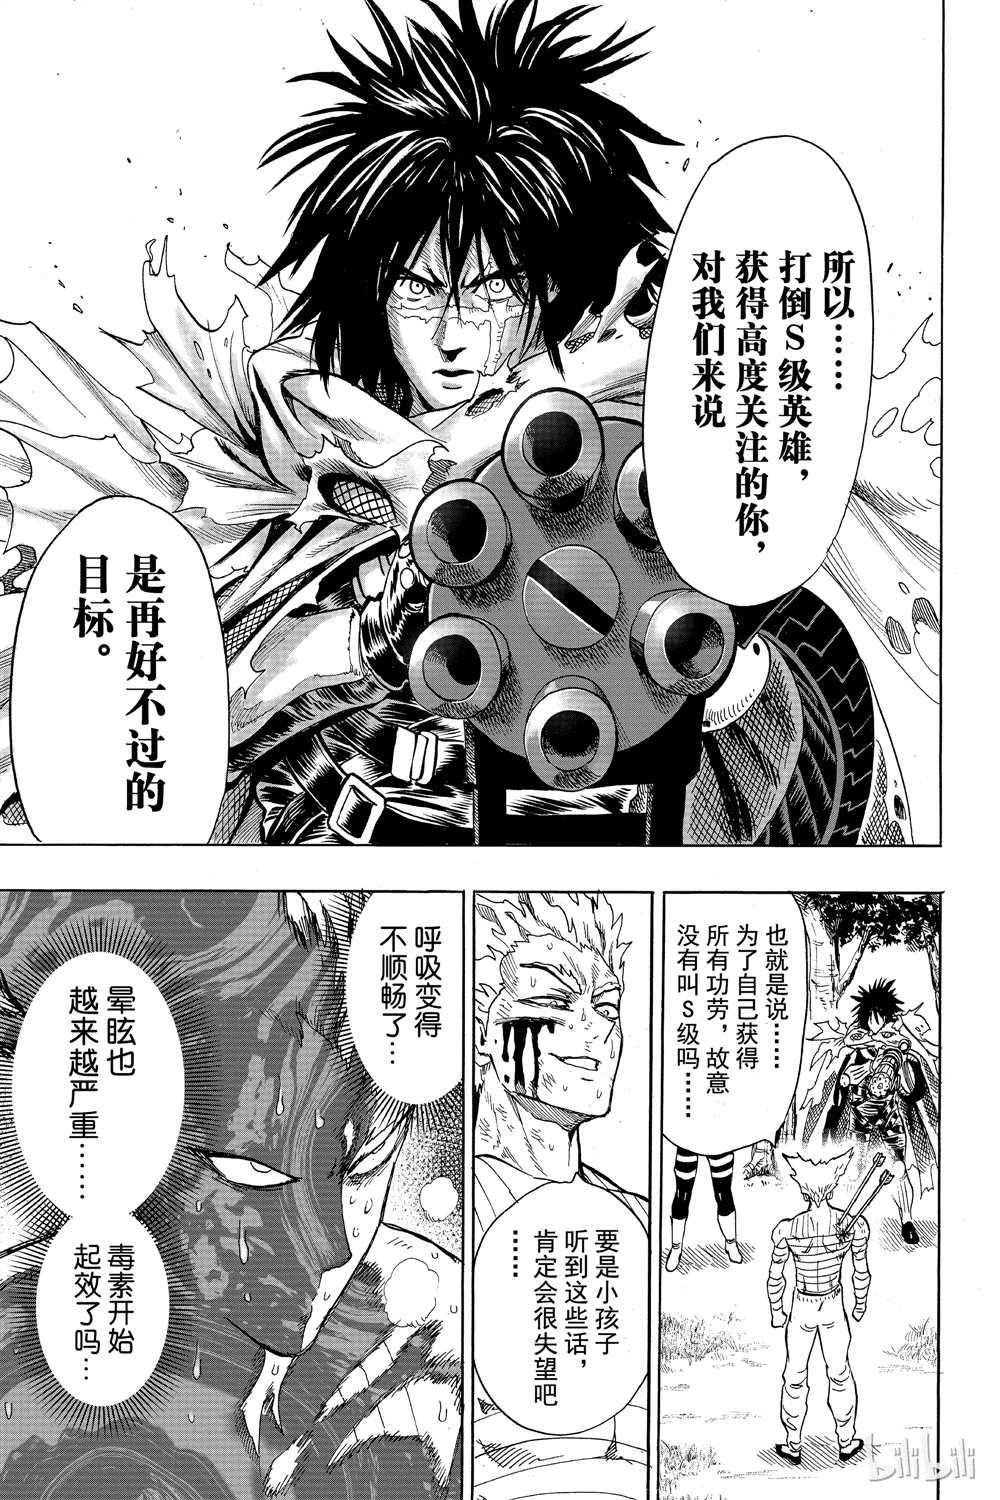 所以……
打倒S级英雄，
获得高度关注的你，
对我们来说
是再好不过的
目标。
也就是说……
为了自己获得
所有功劳，故意
没有叫S级吗……
要是小孩子
听到这些话，
肯定会很失望吧
……
呼吸变得
不顺畅了…
晕眩也
越来越严重……
毒素开始
起效了吗…
bilibili